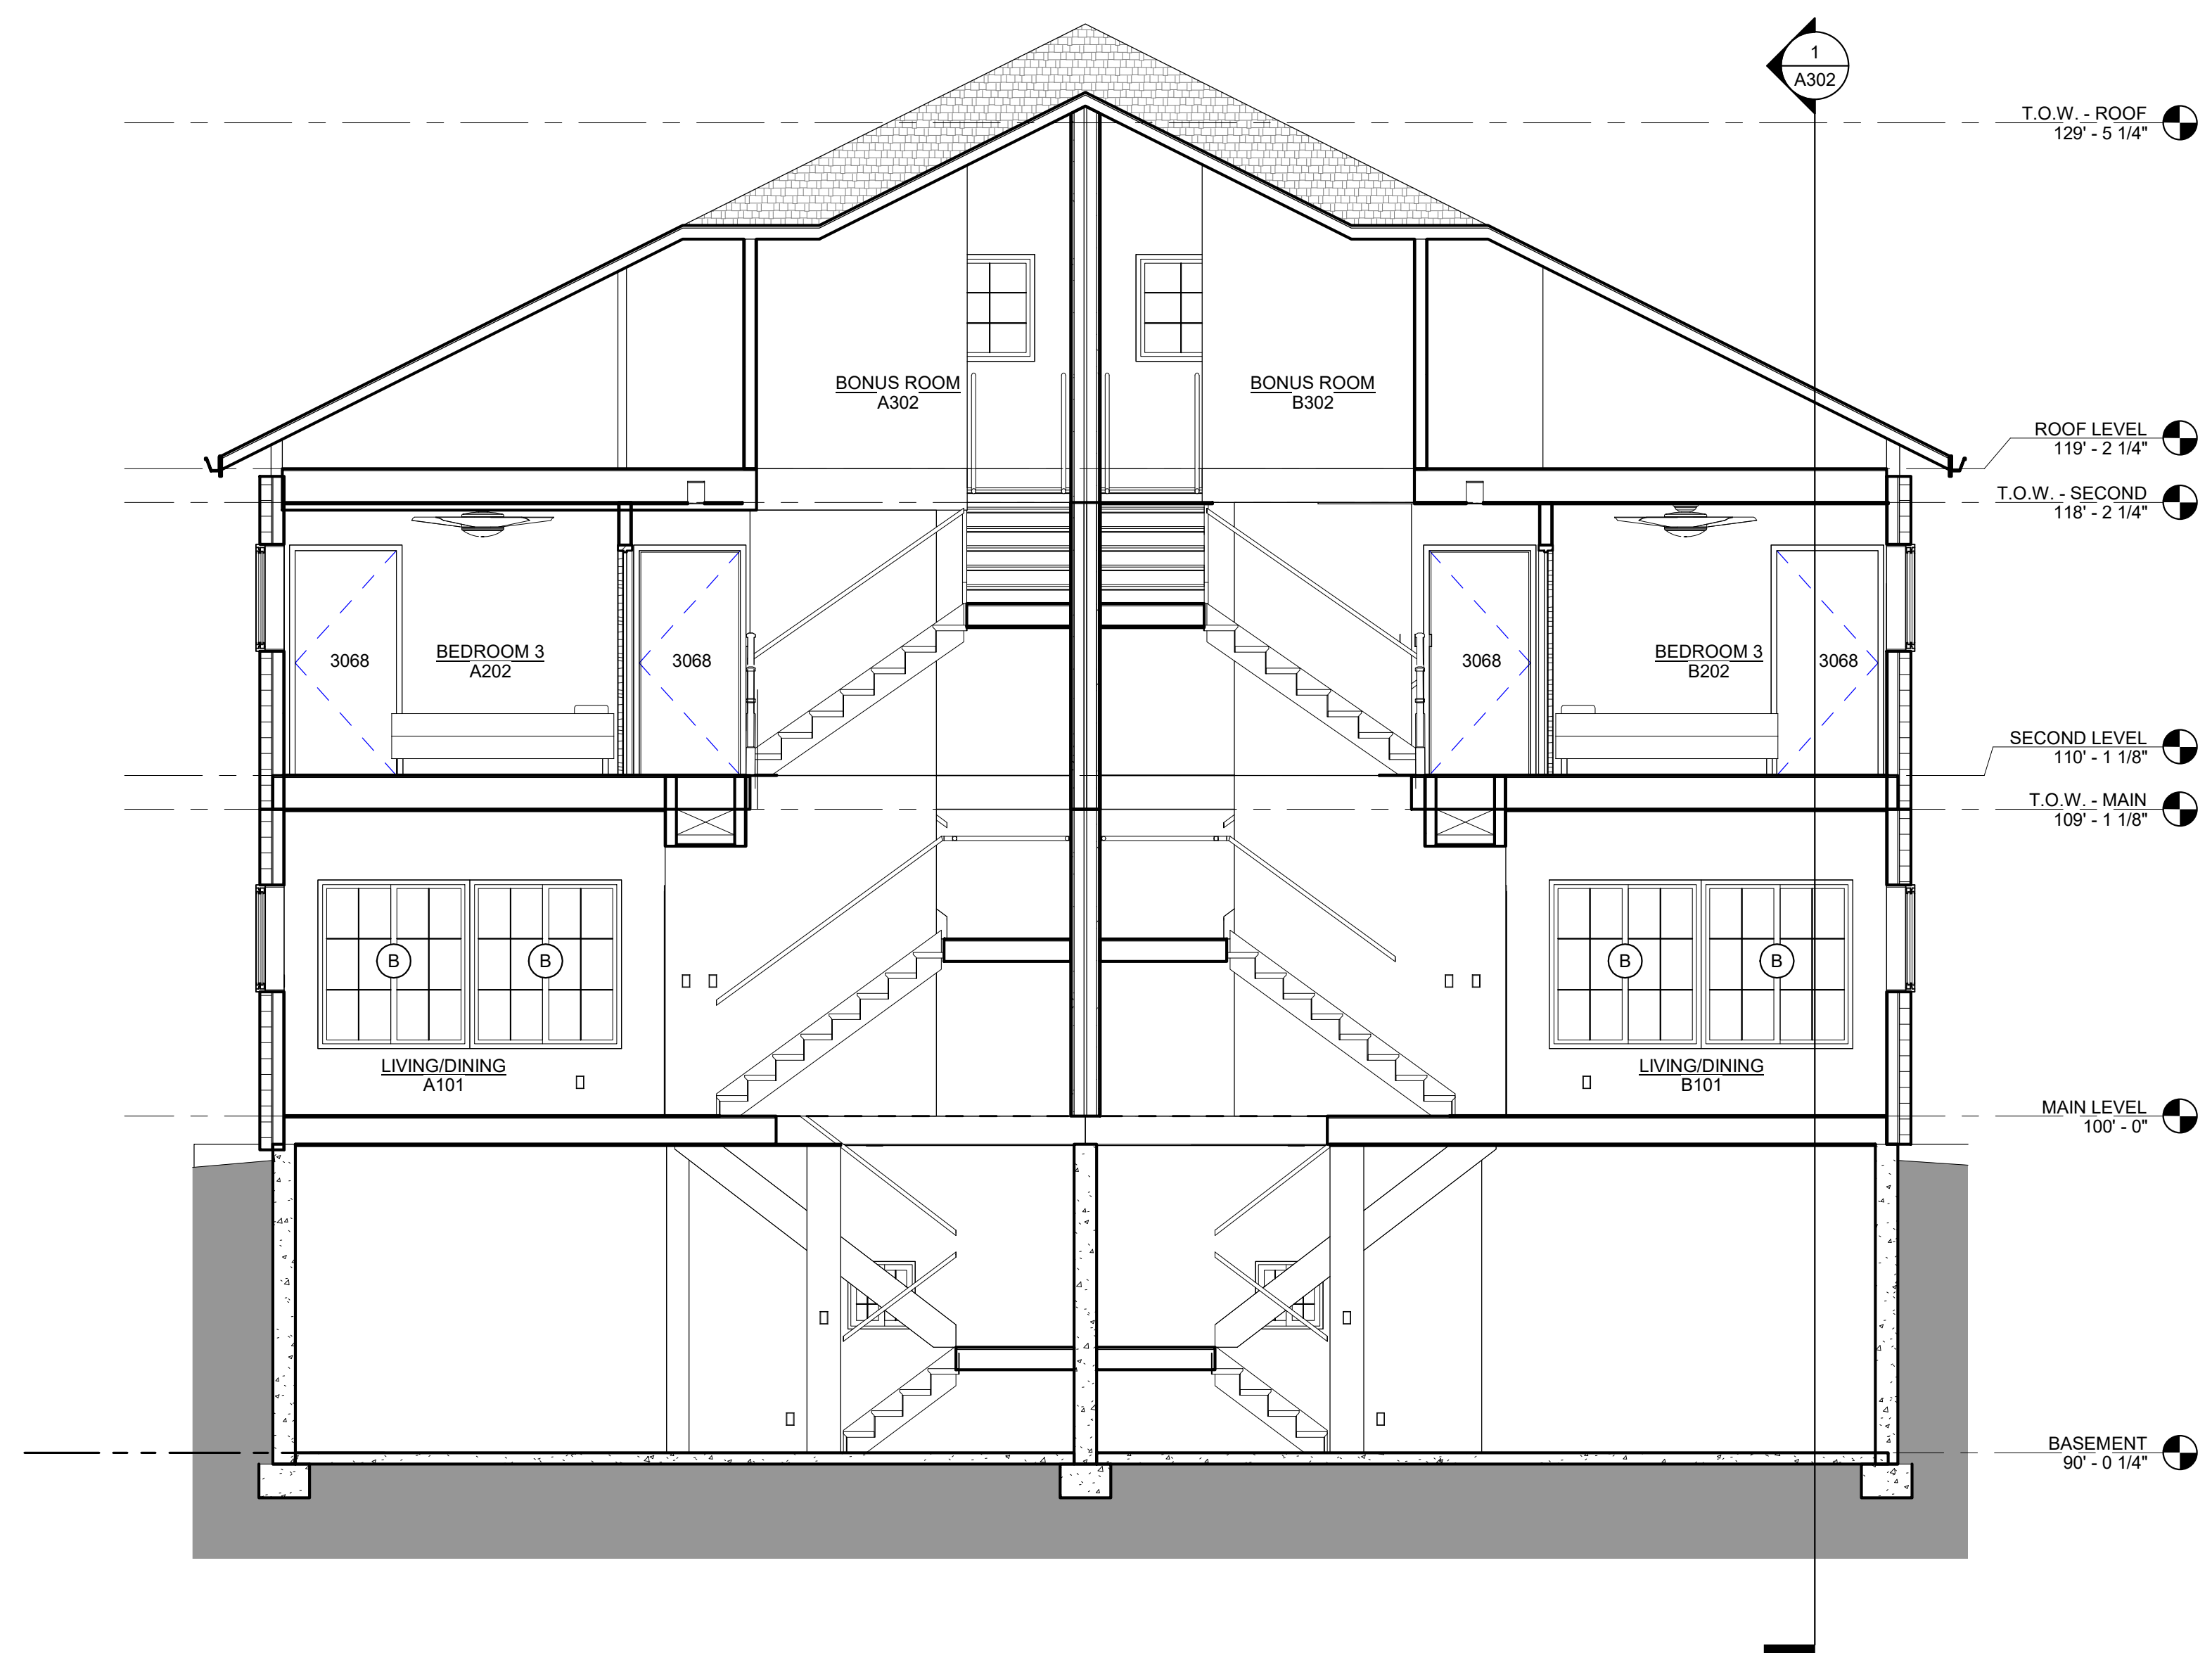 1
A302
T.O.W. - ROOF
129' - 5 1/4"
BONUS ROOM
A302
BONUS ROOM
B302
ROOF LEVEL
119' - 2 1/4"
T.O.W. - SECOND
118' - 2 1/4"
3068
BEDROOM 3
A202
3068
3068
BEDROOM 3
B202
3068
SECOND LEVEL
110' - 1 1/8"
T.O.W. - MAIN
109' - 1 1/8"
B
B
B
B
LIVING/DINING
A101
LIVING/DINING
B101
MAIN LEVEL
100' - 0"
BASEMENT
90' - 0 1/4"